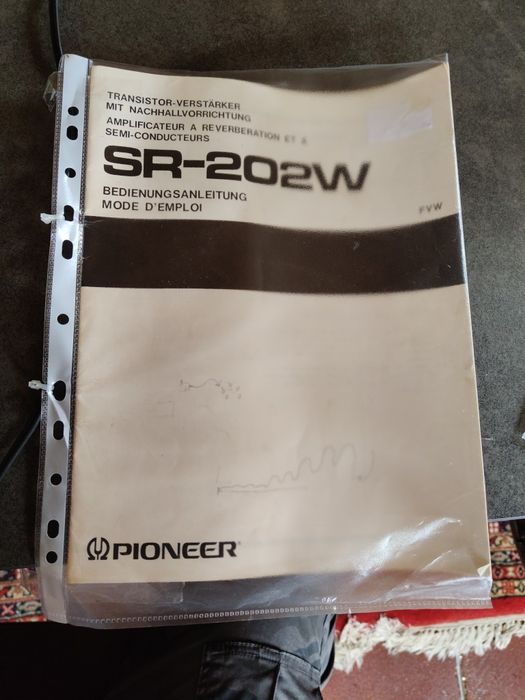 TRANSISTOR-VERSTÄRKER
MIT NACHHALLVORRICHTUNG
AMPLIFICATEUR A REVERBERATION ET à
SEMI-CONDUCTEURS
SR-202W
BEDIENUNGSANLEITUNG
MODE D'EMPLOI
FVW
PIONEER